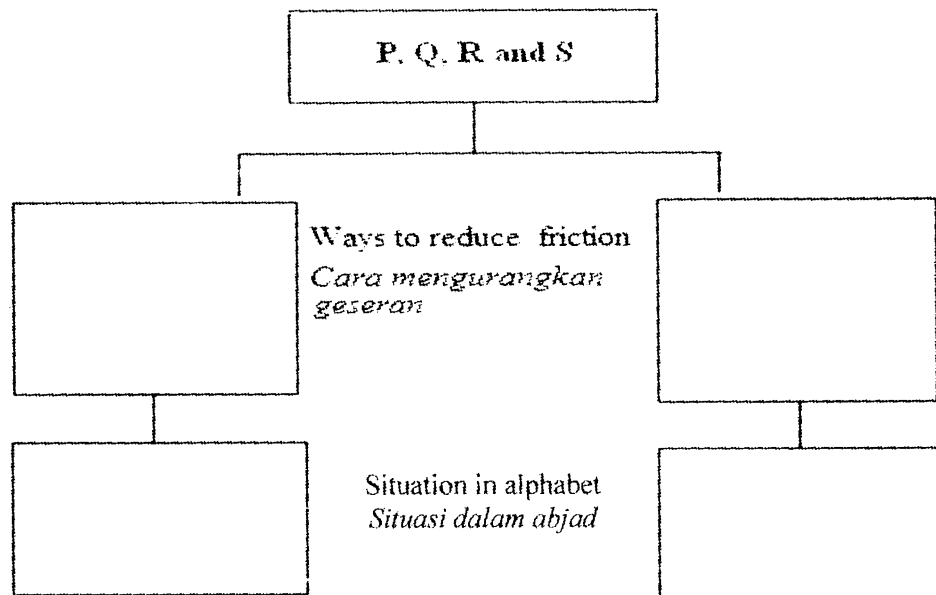 P, Q, R and S
Ways to reduce friction
Cara mengurangkan
geseran
Situation in alphabet
Situasi dalam abjad